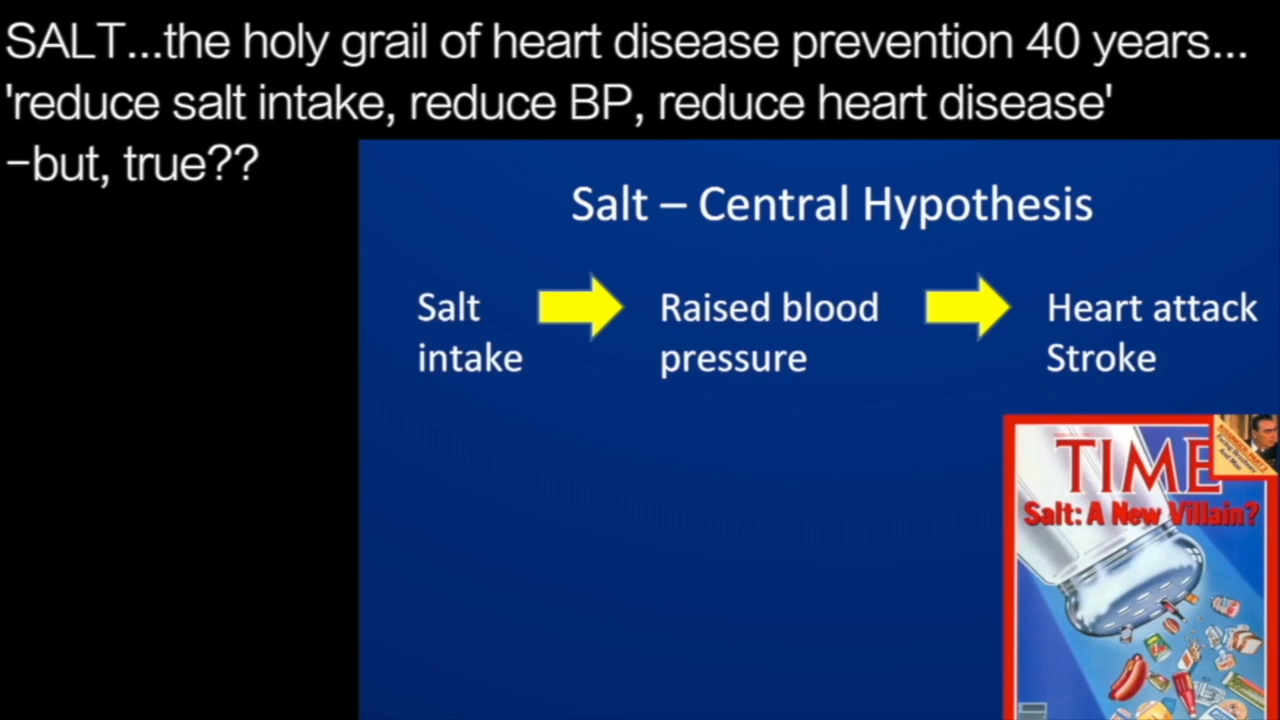 SALT...the holy grail of heart disease prevention 40 years...
'reduce salt intake, reduce BP, reduce heart disease'
−but, true??
Salt – Central Hypothesis
Salt
intake
Raised blood
pressure
Heart attack
Stroke
TIME
Salt: A New Villain?